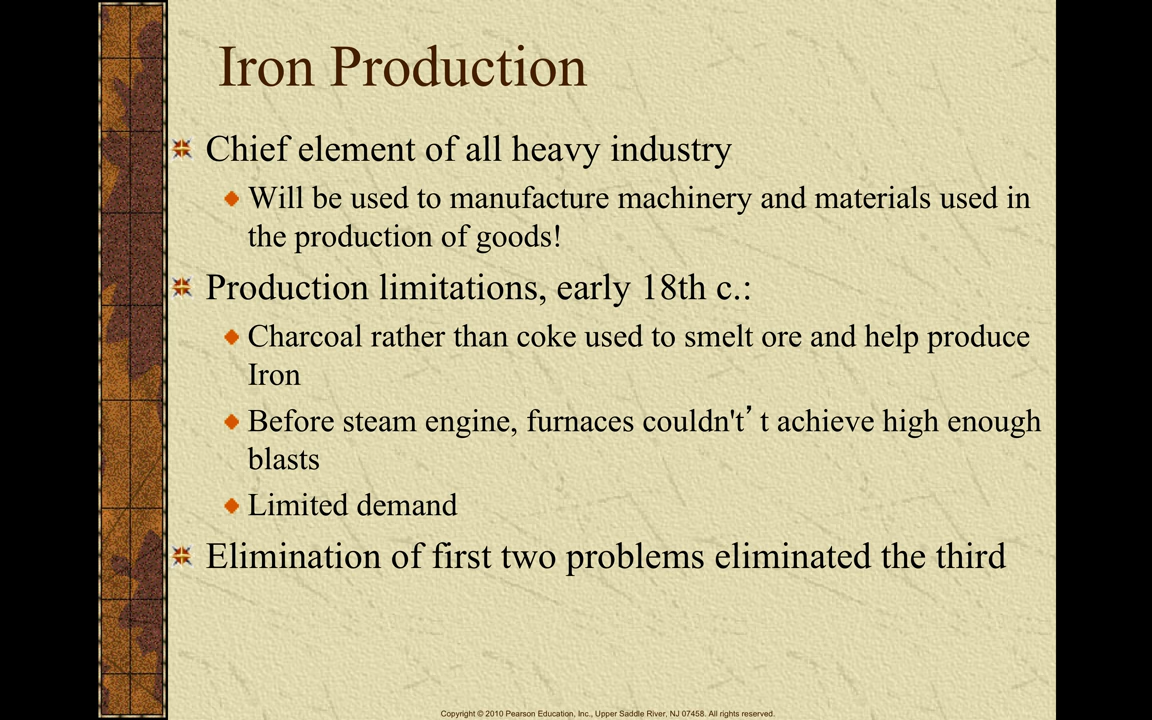 Iron Production
Chief element of all heavy industry
Will be used to manufacture machinery and materials used in
the production of goods!
Production limitations, early 18th c.:
Charcoal rather than coke used to smelt ore and help produce
Iron
Before steam engine, furnaces couldn't’ t achieve high enough
blasts
Limited demand
Elimination of first two problems eliminated the third
Copyright © 2010 Pearson Education, Inc., Upper Saddle River, NJ 07458. All rights reserved.